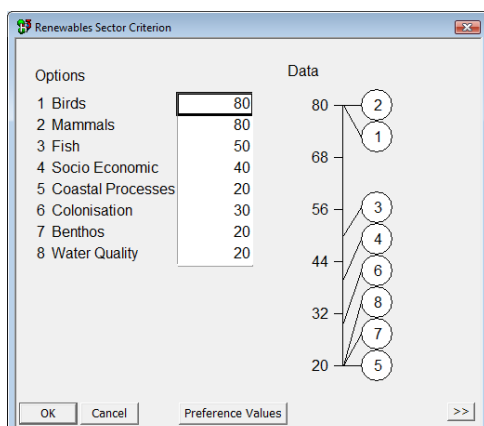 Renewables Sector Criterion
Options
1 Birds 80
2 Mammals 80
3 Fish 50
4 Socio Economic 40
5 Coastal Processes 20
6 Colonisation 30
7 Benthos 20
8 Water Quality 20
Data
80 2
1
68
56 3
4
44
6
8
32
7
20 5
OK Cancel Preference Values >>